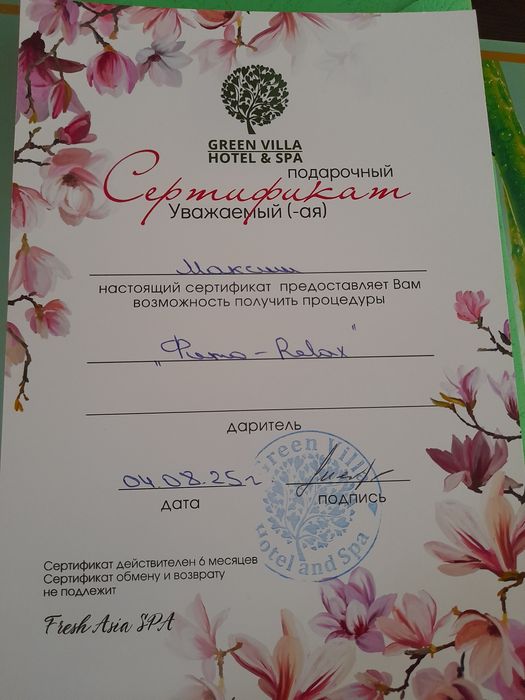 GREEN VILLA
HOTEL & SPA
подарочный
Сертификат
Уважаемый (-ая)
Максим
настоящий сертификат предоставляет Вам
возможность получить процедуры
„Фито-Relax"
даритель
04.08.25г.
дата
подпись
Green Villa
Hotel and Spa
Сертификат действителен 6 месяцев
Сертификат обмену и возврату
не подлежит
Fresh Asia SPA